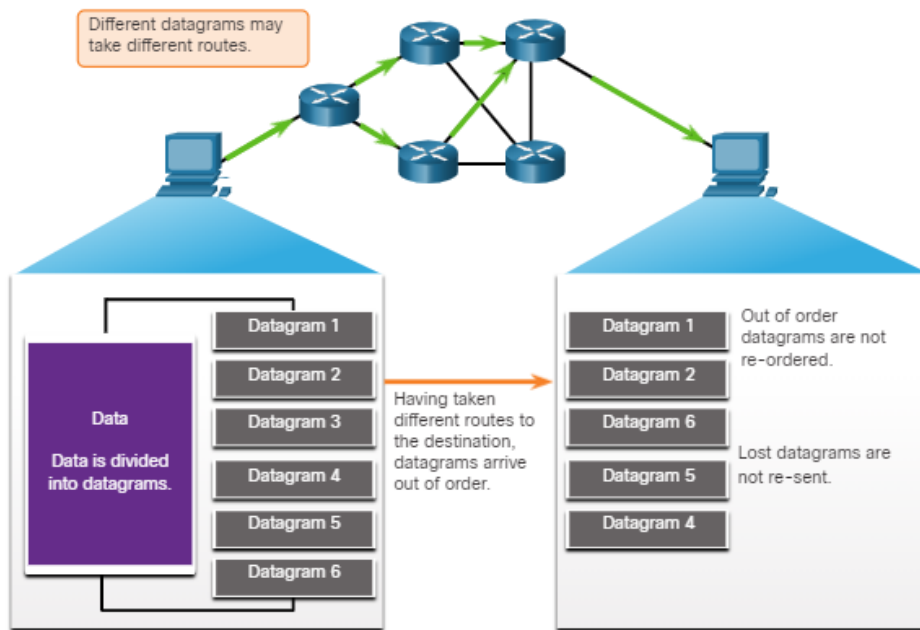 Different datagrams may
take different routes.
Data
Data is divided
into datagrams.
Datagram 1
Datagram 2
Datagram 3
Datagram 4
Datagram 5
Datagram 6
Having taken
different routes to
the destination,
datagrams arrive
out of order.
Datagram 1
Datagram 2
Datagram 6
Datagram 5
Datagram 4
Out of order
datagrams are not
re-ordered.
Lost datagrams are
not re-sent.